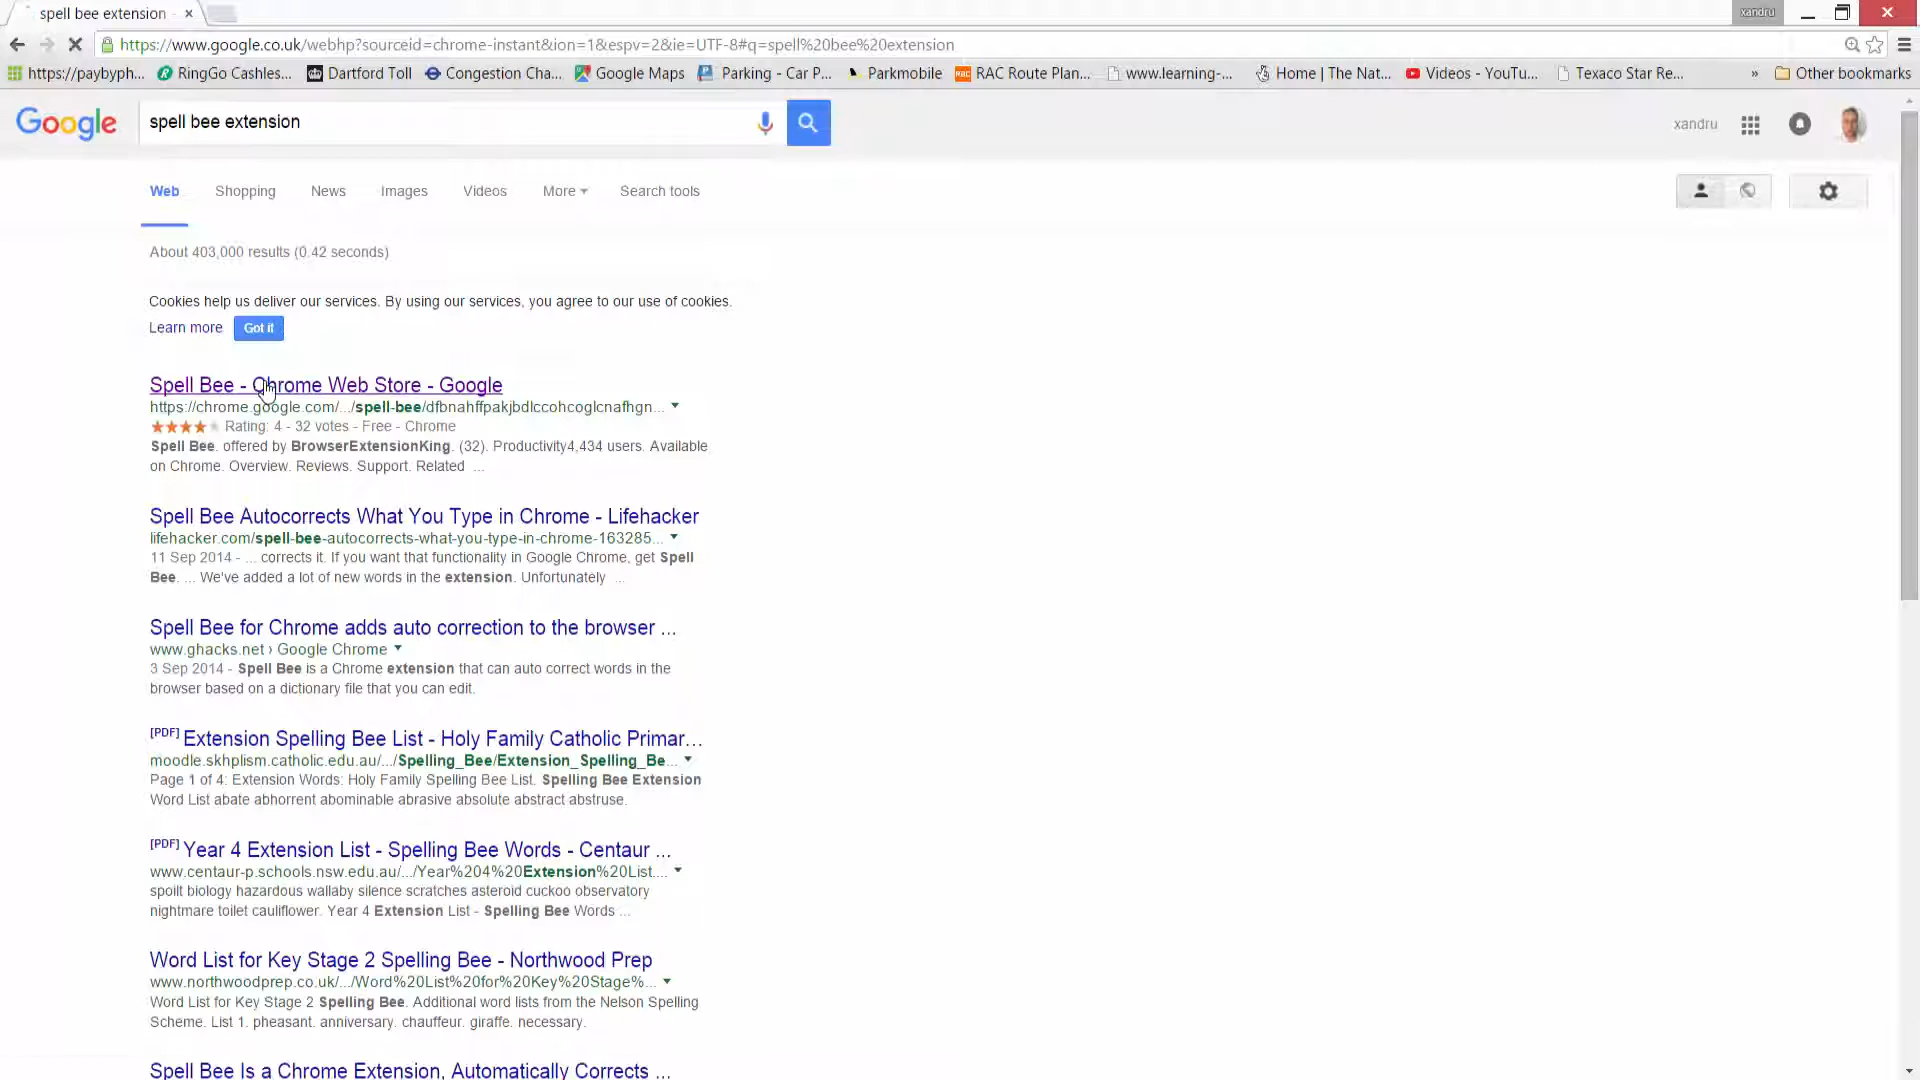 spell bee extension
xandru
https://www.google.co.uk/webhp?sourceid=chrome-instant&ion=1&espv=2&ie=UTF-8#q=spell%20bee%20extension
https://paybyph... RingGo Cashles... Dartford Toll Congestion Cha... Google Maps Parking - Car P... Parkmobile RAC Route Plan... www.learning-... Home | The Nat... Videos - YouTu... Texaco Star Re... » Other bookmarks
Google spell bee extension xandru
Web Shopping News Images Videos More Search tools
About 403,000 results (0.42 seconds)
Cookies help us deliver our services. By using our services, you agree to our use of cookies.
Learn more Got it
Spell Bee - Chrome Web Store - Google
https://chrome.google.com/.../spell-bee/dfbnahffpakjbdlccohcoglcnafhgn...
Rating: 4 - 32 votes - Free - Chrome
Spell Bee. offered by BrowserExtensionKing. (32). Productivity4,434 users. Available
on Chrome. Overview. Reviews. Support. Related ...
Spell Bee Autocorrects What You Type in Chrome - Lifehacker
lifehacker.com/spell-bee-autocorrects-what-you-type-in-chrome-163285...
11 Sep 2014 - ... corrects it. If you want that functionality in Google Chrome, get Spell
Bee. ... We've added a lot of new words in the extension. Unfortunately ...
Spell Bee for Chrome adds auto correction to the browser ...
www.ghacks.net › Google Chrome
3 Sep 2014 - Spell Bee is a Chrome extension that can auto correct words in the
browser based on a dictionary file that you can edit.
[PDF] Extension Spelling Bee List - Holy Family Catholic Primar...
moodle.skhplism.catholic.edu.au/.../Spelling_Bee/Extension_Spelling_Be...
Page 1 of 4: Extension Words: Holy Family Spelling Bee List. Spelling Bee Extension
Word List abate abhorrent abominable abrasive absolute abstract abstruse.
[PDF] Year 4 Extension List - Spelling Bee Words - Centaur ...
www.centaur-p.schools.nsw.edu.au/.../Year%204%20Extension%20List....
spoilt biology hazardous wallaby silence scratches asteroid cuckoo observatory
nightmare toilet cauliflower. Year 4 Extension List - Spelling Bee Words ...
Word List for Key Stage 2 Spelling Bee - Northwood Prep
www.northwoodprep.co.uk/.../Word%20List%20for%20Key%20Stage%...
Word List for Key Stage 2 Spelling Bee. Additional word lists from the Nelson Spelling
Scheme. List 1. pheasant. anniversary. chauffeur. giraffe. necessary.
Spell Bee Is a Chrome Extension, Automatically Corrects ...